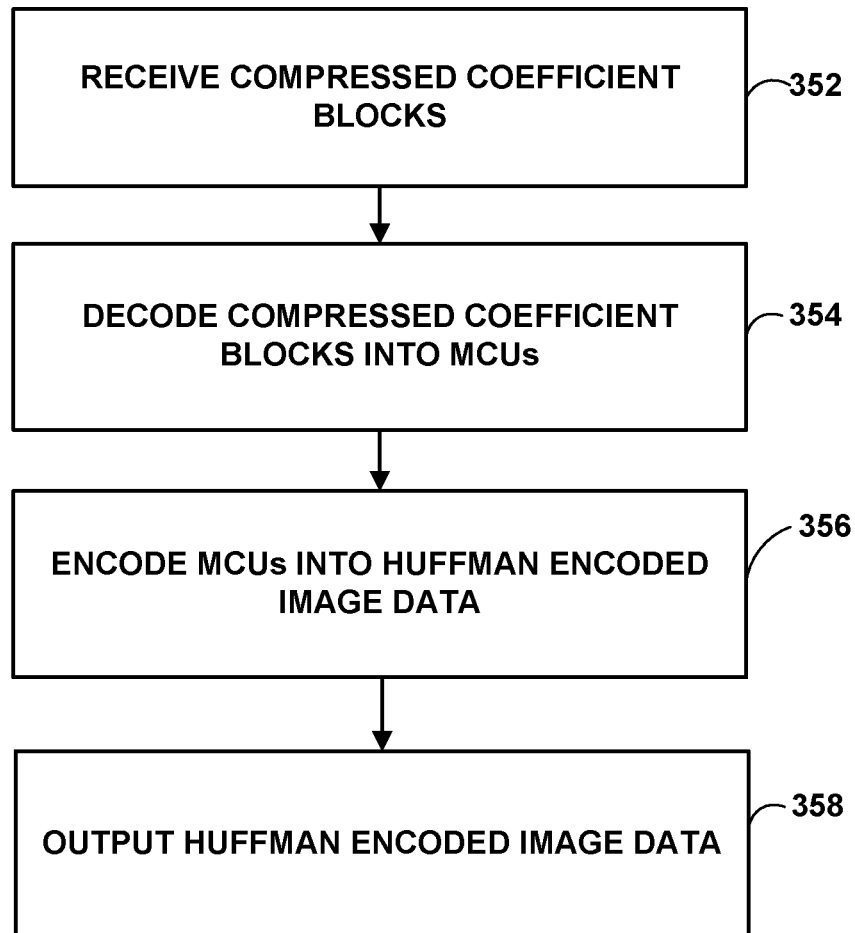 RECEIVE COMPRESSED COEFFICIENT
BLOCKS
352
DECODE COMPRESSED COEFFICIENT
BLOCKS INTO MCUs
354
ENCODE MCUs INTO HUFFMAN ENCODED
IMAGE DATA
356
OUTPUT HUFFMAN ENCODED IMAGE DATA
358